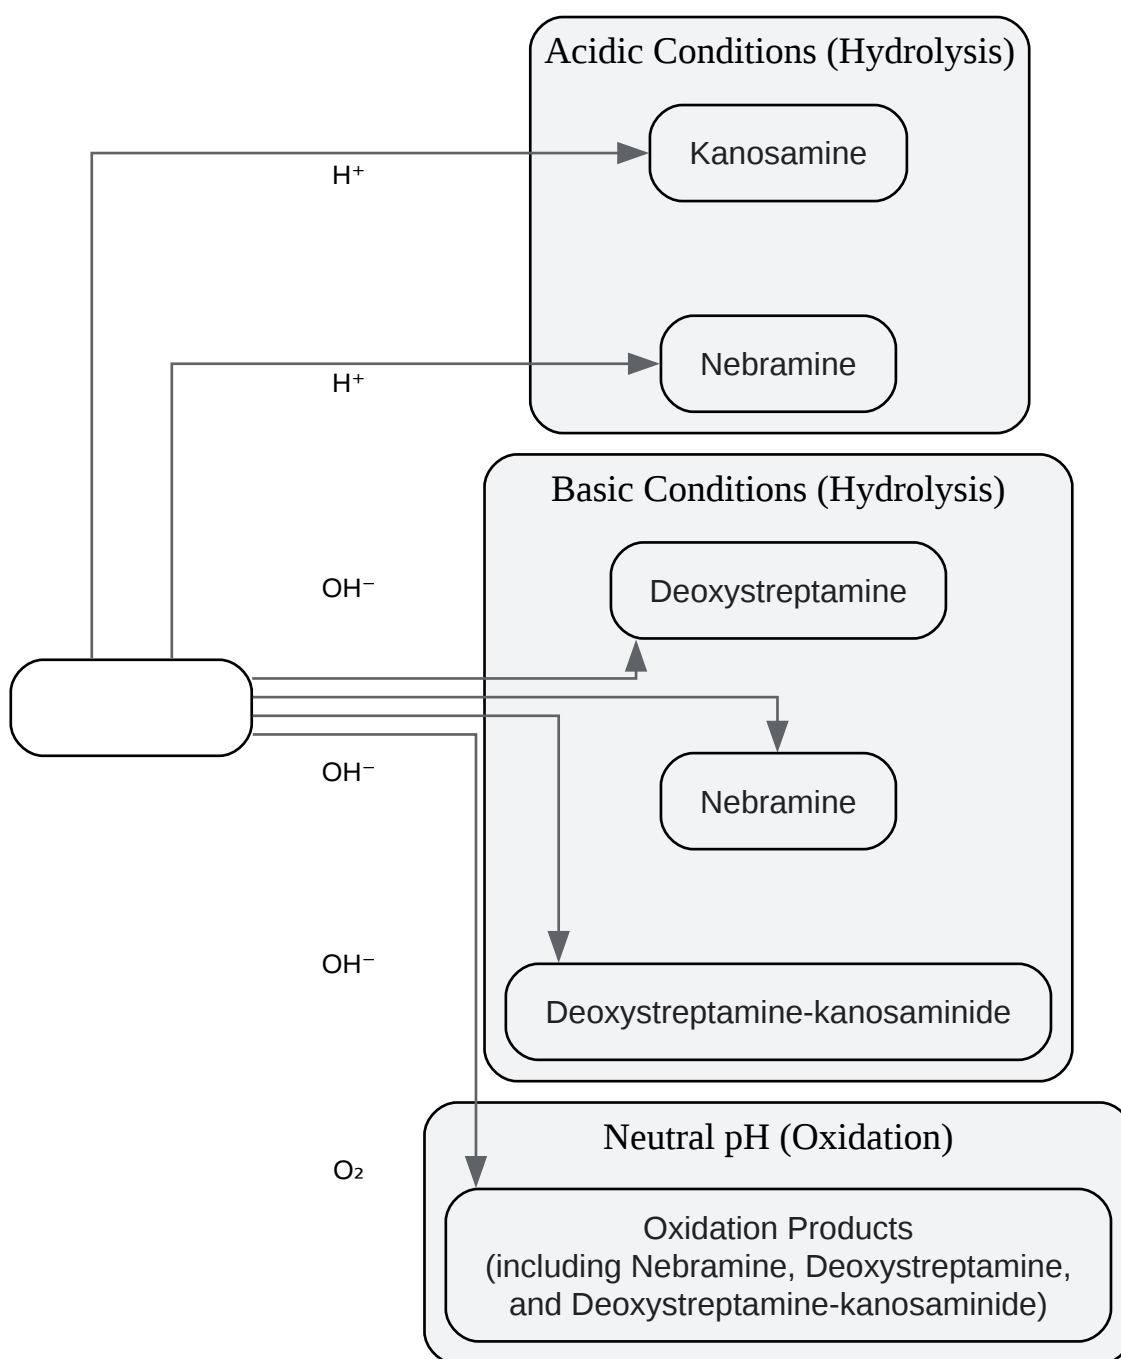 Acidic Conditions (Hydrolysis)
Kanosamine
H⁺
Nebramine
H⁺
Basic Conditions (Hydrolysis)
OH⁻
Deoxystreptamine
OH⁻
Nebramine
OH⁻
Deoxystreptamine-kanosaminide
Neutral pH (Oxidation)
O₂
Oxidation Products
(including Nebramine, Deoxystreptamine,
and Deoxystreptamine-kanosaminide)